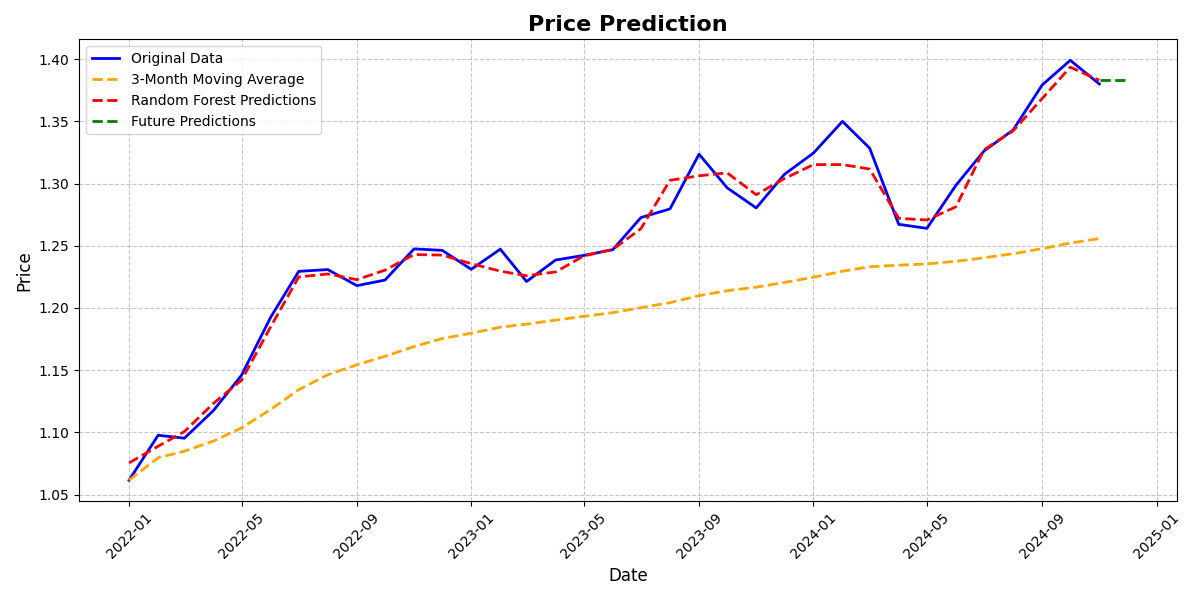 Price Prediction
Original Data
3-Month Moving Average
Random Forest Predictions
Future Predictions
Price
1.40
1.35
1.30
1.25
1.20
1.15
1.10
1.05
2022-01
2022-05
2022-09
2023-01
2023-05
2023-09
2024-01
2024-05
2024-09
2025-01
Date